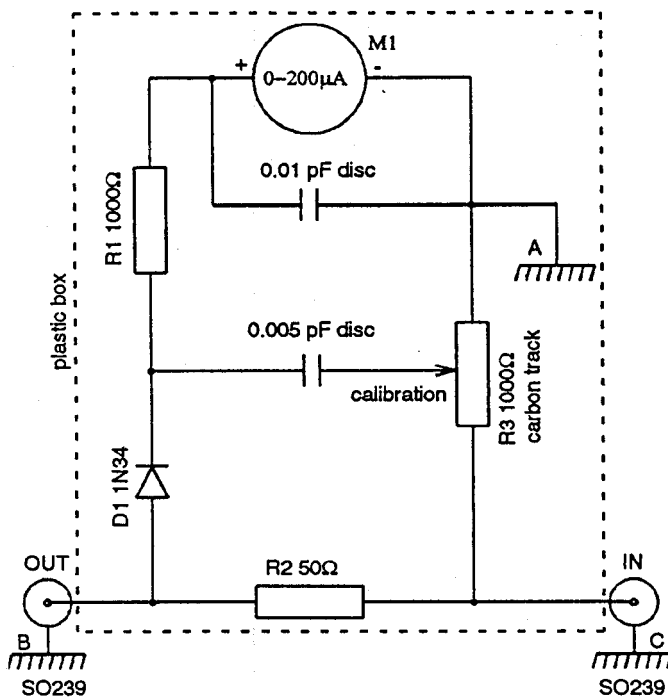 M1
+
-
0-200µA
0.01 pF disc
R1 1000Ω
A
plastic box
0.005 pF disc
calibration
R3 1000Ω
carbon track
D1 1N34
OUT
R2 50Ω
IN
B
C
SO239
SO239